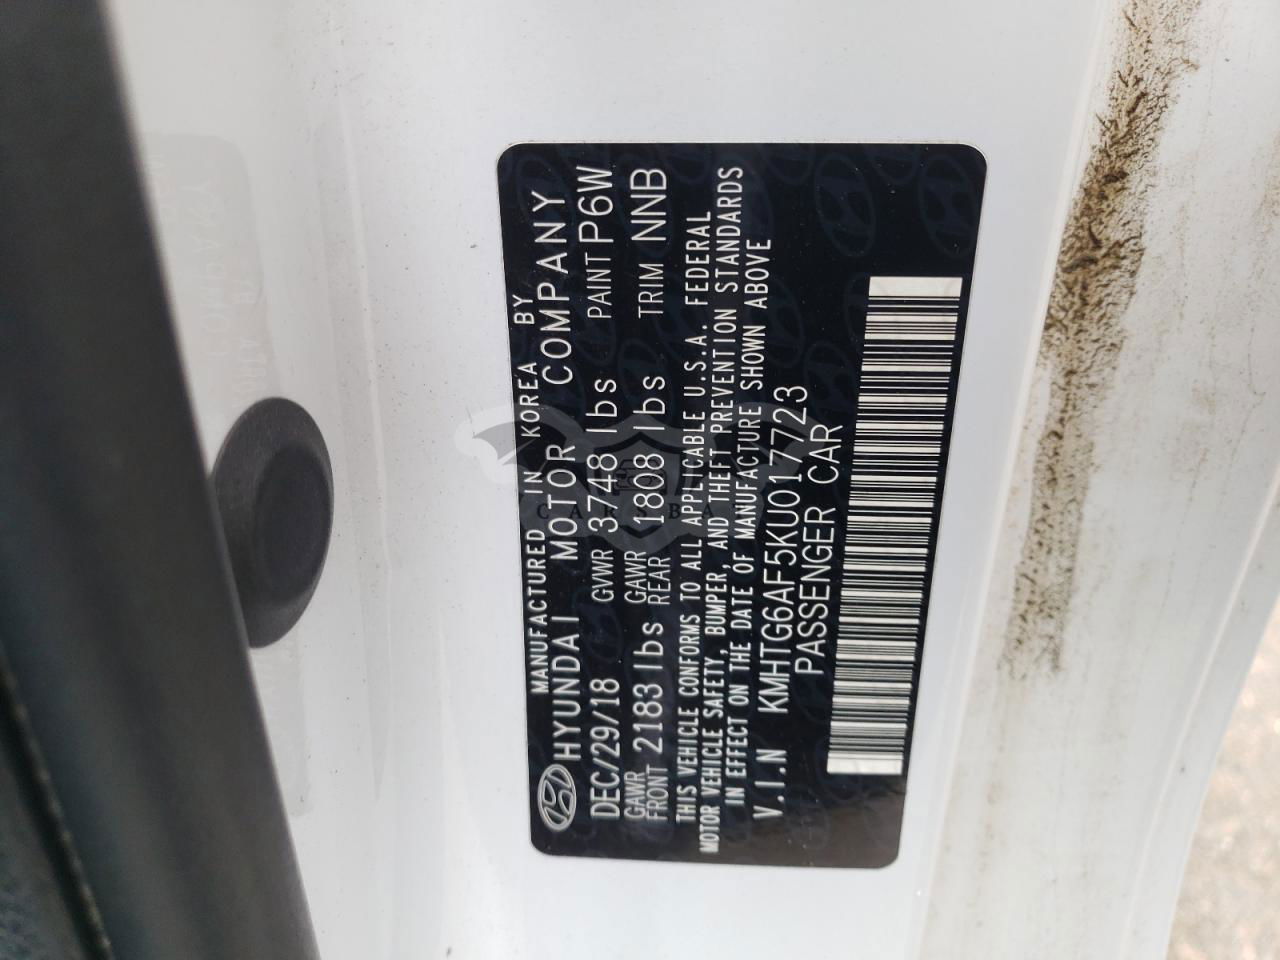 MANUFACTURED IN KOREA BY
HYUNDAI MOTOR COMPANY
DEC/29/18 GVWR 3748 lbs PAINT P6W
GAWR FRONT 2183 lbs GAWR REAR 1808 lbs TRIM NNB
THIS VEHICLE CONFORMS TO ALL APPLICABLE U.S.A. FEDERAL
MOTOR VEHICLE SAFETY, BUMPER, AND THEFT PREVENTION STANDARDS
IN EFFECT ON THE DATE OF MANUFACTURE SHOWN ABOVE
V.I.N KMHTG6AF5KU017723
PASSENGER CAR